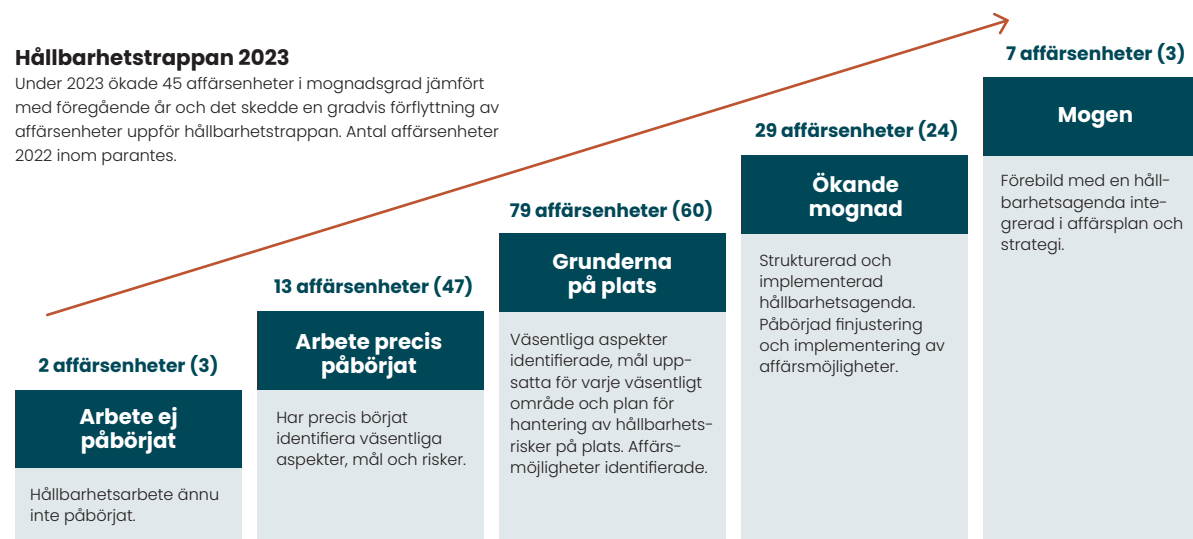 Hållbarhetstrappan 2023
Under 2023 ökade 45 affärsenheter i mognadsgrad jämfört
med föregående år och det skedde en gradvis förflyttning av
affärsenheter uppför hållbarhetstrappan. Antal affärsenheter
2022 inom parantes.
2 affärsenheter (3)
Arbete ej
påbörjat
Hållbarhetsarbete ännu
inte påbörjat.
13 affärsenheter (47)
Arbete precis
påbörjat
Har precis börjat
identifiera väsentliga
aspekter, mål och risker.
79 affärsenheter (60)
Grunderna
på plats
Väsentliga aspekter
identifierade, mål upp-
satta för varje väsentligt
område och plan för
hantering av hållbarhets-
risker på plats. Affärs-
möjligheter identifierade.
29 affärsenheter (24)
Ökande
mognad
Strukturerad och
implementerad
hållbarhetsagenda.
Påbörjad finjustering
och implementering av
affärsmöjligheter.
7 affärsenheter (3)
Mogen
Förebild med en håll-
barhetsagenda inte-
grerad i affärsplan och
strategi.